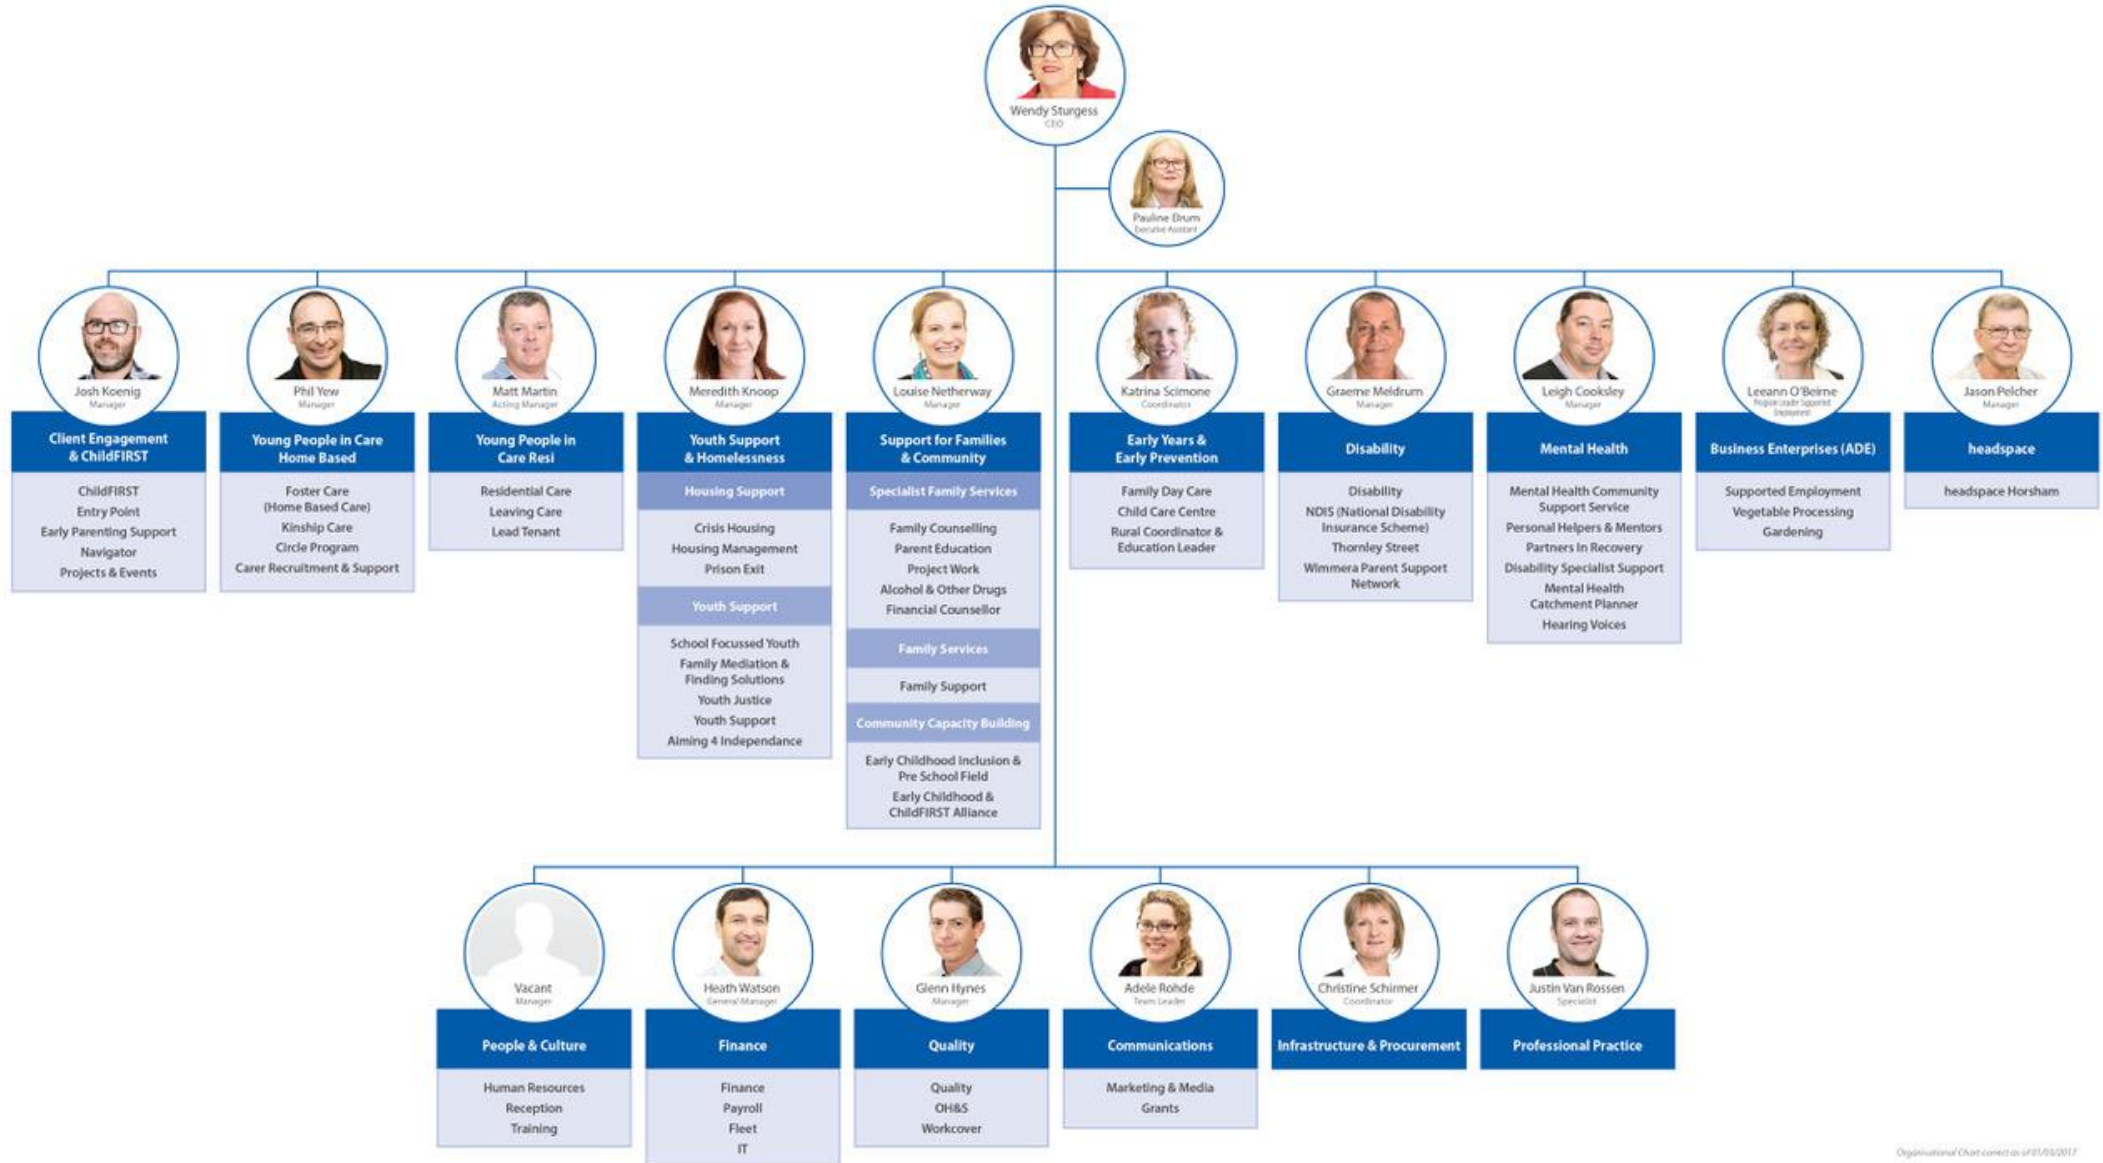 Wendy Sturgess
CEO
Pauline Drum
Executive Assistant
Josh Koenig
Manager
Client Engagement
& ChildFIRST
ChildFIRST
Entry Point
Early Parenting Support
Navigator
Projects & Events
Phil Yew
Manager
Young People in Care
Home Based
Foster Care
(Home Based Care)
Kinship Care
Circle Program
Carer Recruitment & Support
Matt Martin
Acting Manager
Young People in
Care Resi
Residential Care
Leaving Care
Lead Tenant
Meredith Knoop
Manager
Youth Support
& Homelessness
Housing Support
Crisis Housing
Housing Management
Prison Exit
Youth Support
School Focussed Youth
Family Mediation &
Finding Solutions
Youth Justice
Youth Support
Aiming 4 Independance
Louise Netherway
Manager
Support for Families
& Community
Specialist Family Services
Family Counselling
Parent Education
Project Work
Alcohol & Other Drugs
Financial Counsellor
Family Services
Family Support
Community Capacity Building
Early Childhood Inclusion &
Pre School Field
Early Childhood &
ChildFIRST Alliance
Katrina Scimone
Coordinator
Early Years &
Early Prevention
Family Day Care
Child Care Centre
Rural Coordinator &
Education Leader
Graeme Meldrum
Manager
Disability
Disability
NDIS (National Disability
Insurance Scheme)
Thornley Street
Wimmera Parent Support
Network
Leigh Cooksley
Manager
Mental Health
Mental Health Community
Support Service
Personal Helpers & Mentors
Partners In Recovery
Disability Specialist Support
Mental Health
Catchment Planner
Hearing Voices
Leeann O'Beirne
Leader Supported
Employment
Business Enterprises (ADE)
Supported Employment
Vegetable Processing
Gardening
Jason Pelcher
Manager
headspace
headspace Horsham
Vacant
Manager
People & Culture
Human Resources
Reception
Training
Heath Watson
General Manager
Finance
Finance
Payroll
Fleet
IT
Glenn Hynes
Manager
Quality
Quality
OH&S
Workcover
Adele Rohde
Team Leader
Communications
Marketing & Media
Grants
Christine Schirmer
Coordinator
Infrastructure & Procurement
Justin Van Rossen
Specialist
Professional Practice
Organisational Chart correct as of